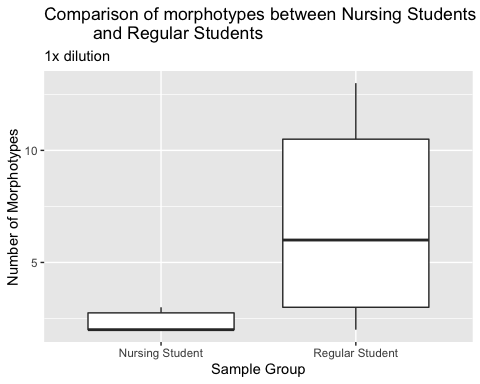 Comparison of morphotypes between Nursing Students
and Regular Students
1x dilution
Number of Morphotypes
10
5
Nursing Student
Regular Student
Sample Group